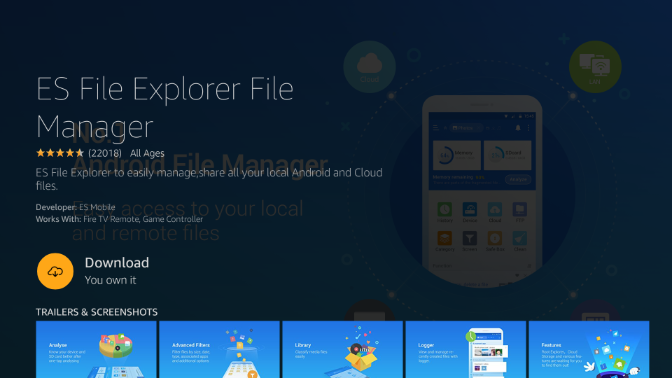 ES File Explorer File
Manager
No.1
Android File Manager
(22018) All Ages
ES File Explorer to easily manage,share all your local Android and Cloud
files.
access to your local
and remote files
Developer: ES Mobile
Works With: Fire TV Remote, Game Controller
Download
You own it
TRAILERS & SCREENSHOTS
Analyse
Advanced Filters
Library
Logger
Features